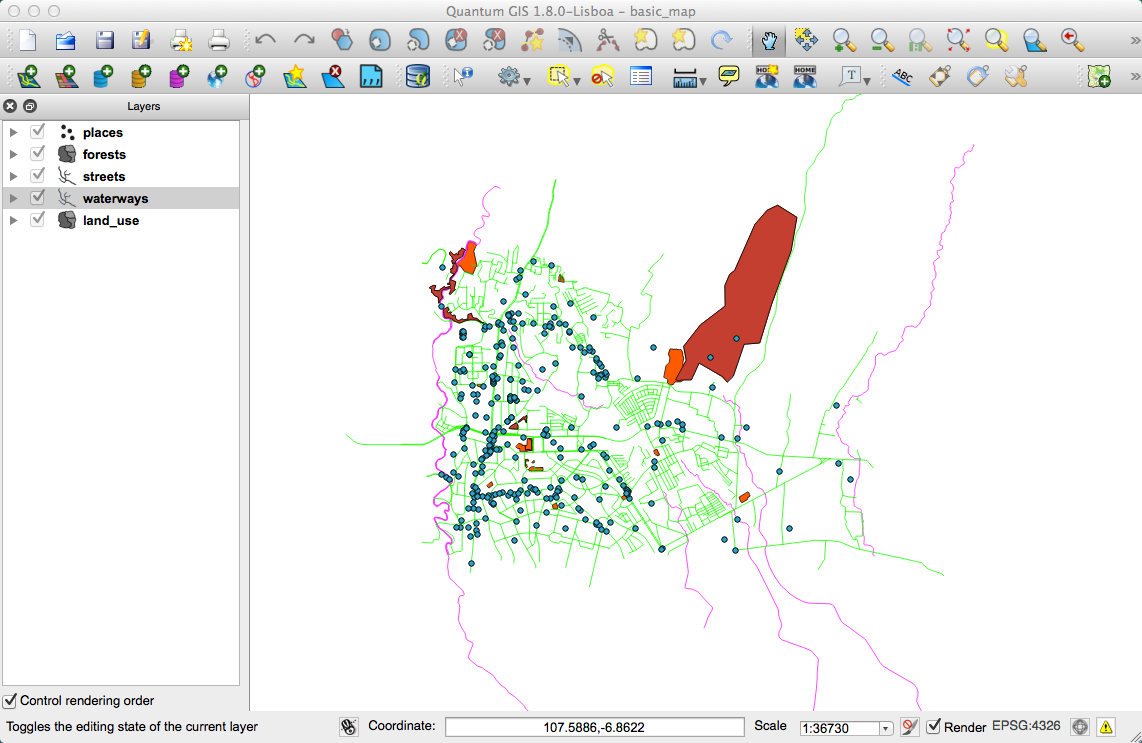 Quantum GIS 1.8.0-Lisboa - basic_map
HOME
T
ABC
Layers
places
forests
streets
waterways
land_use
Control rendering order
Toggles the editing state of the current layer
Coordinate:
107.5886,-6.8622
Scale
1:36730
Render
EPSG:4326